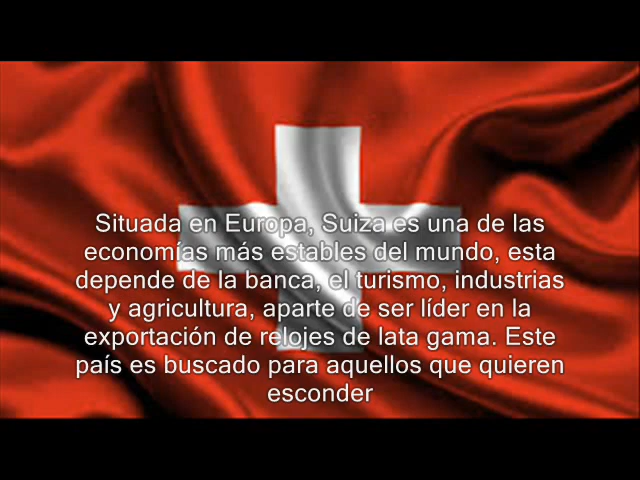 Situada en Europa, Suiza es una de las
economías más estables del mundo, esta
depende de la banca, el turismo, industrias
y agricultura, aparte de ser líder en la
exportación de relojes de lata gama. Este
país es buscado para aquellos que quieren
esconder